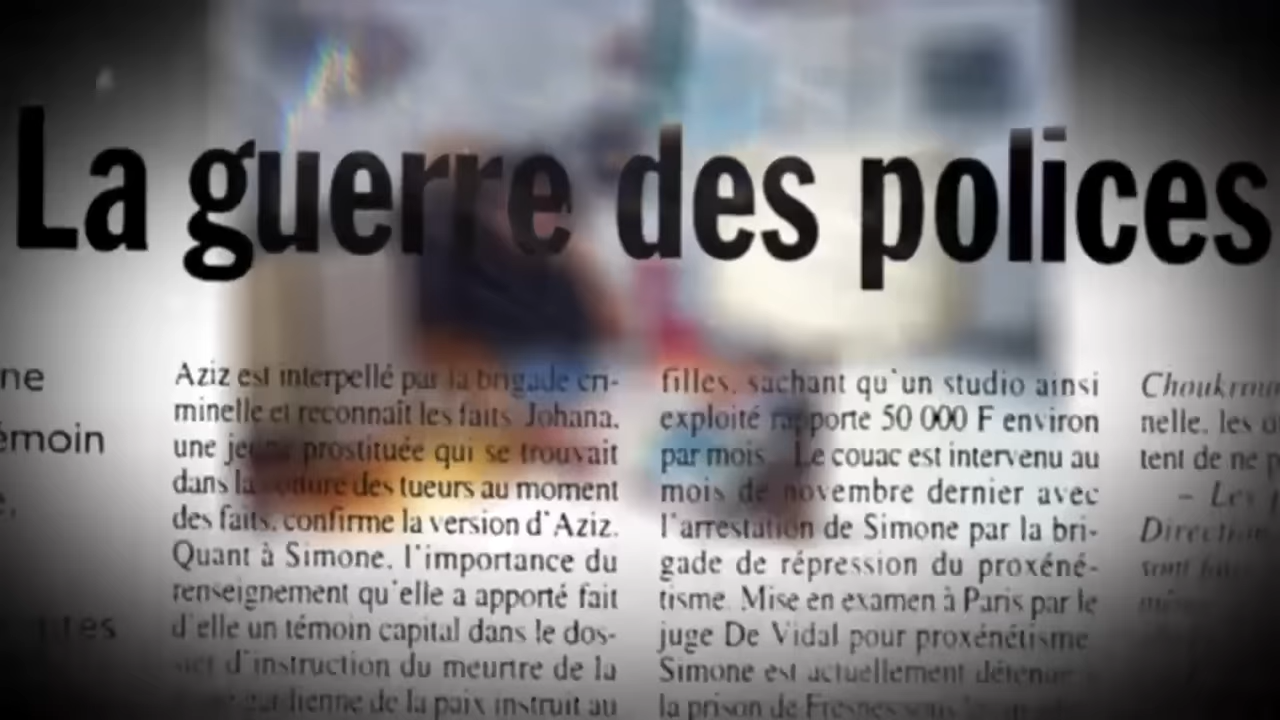 La guerre des polices
ne
émoin
Aziz est interpellé par la brigade cri-
minelle et reconnaît les faits. Johana,
une jeune prostituée qui se trouvait
dans la voiture des tueurs au moment
des faits, confirme la version d'Aziz.
Quant à Simone, l'importance du
renseignement qu'elle a apporté fait
d'elle un témoin capital dans le dos-
d'instruction du meurtre de la
de la paix instruit au
filles, sachant qu'un studio ainsi
exploité rapporte 50 000 F environ
par mois. Le couac est intervenu au
mois de novembre dernier avec
l'arrestation de Simone par la bri-
gade de répression du proxéné-
tisme. Mise en examen à Paris par le
juge De Vidal pour proxénétisme
Simone est actuellement
la prison de Fresnes sous
nelle, les
tent de ne
– Les